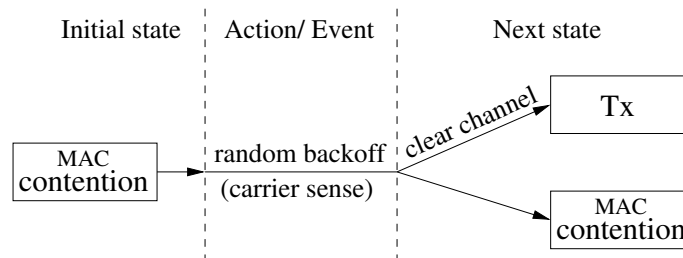 Initial state
Action/ Event
Next state
MAC
contention
random backoff
(carrier sense)
clear channel
Tx
MAC
contention